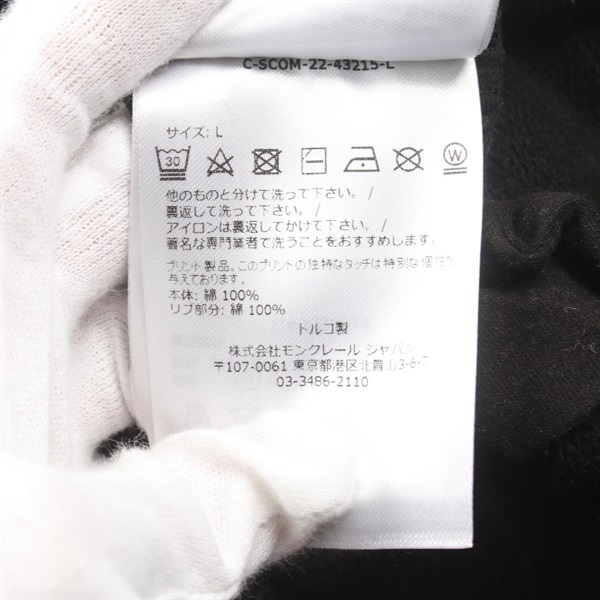 C-SCOM-22-43215-L
サイズ: L
30
W
他のものと分けて洗って下さい。/
裏返して洗って下さい。/
アイロンは裏返してかけて下さい。/
著名な専門業者で洗うことをおすすめします。
プリント製品。このプリントの独特なタッチは特別な個性を
与えております。
本体: 綿 100%
リブ部分: 綿 100%
トルコ製
株式会社モンクレール ジャパン
〒107-0061 東京都港区北青山3-6-7
03-3486-2110